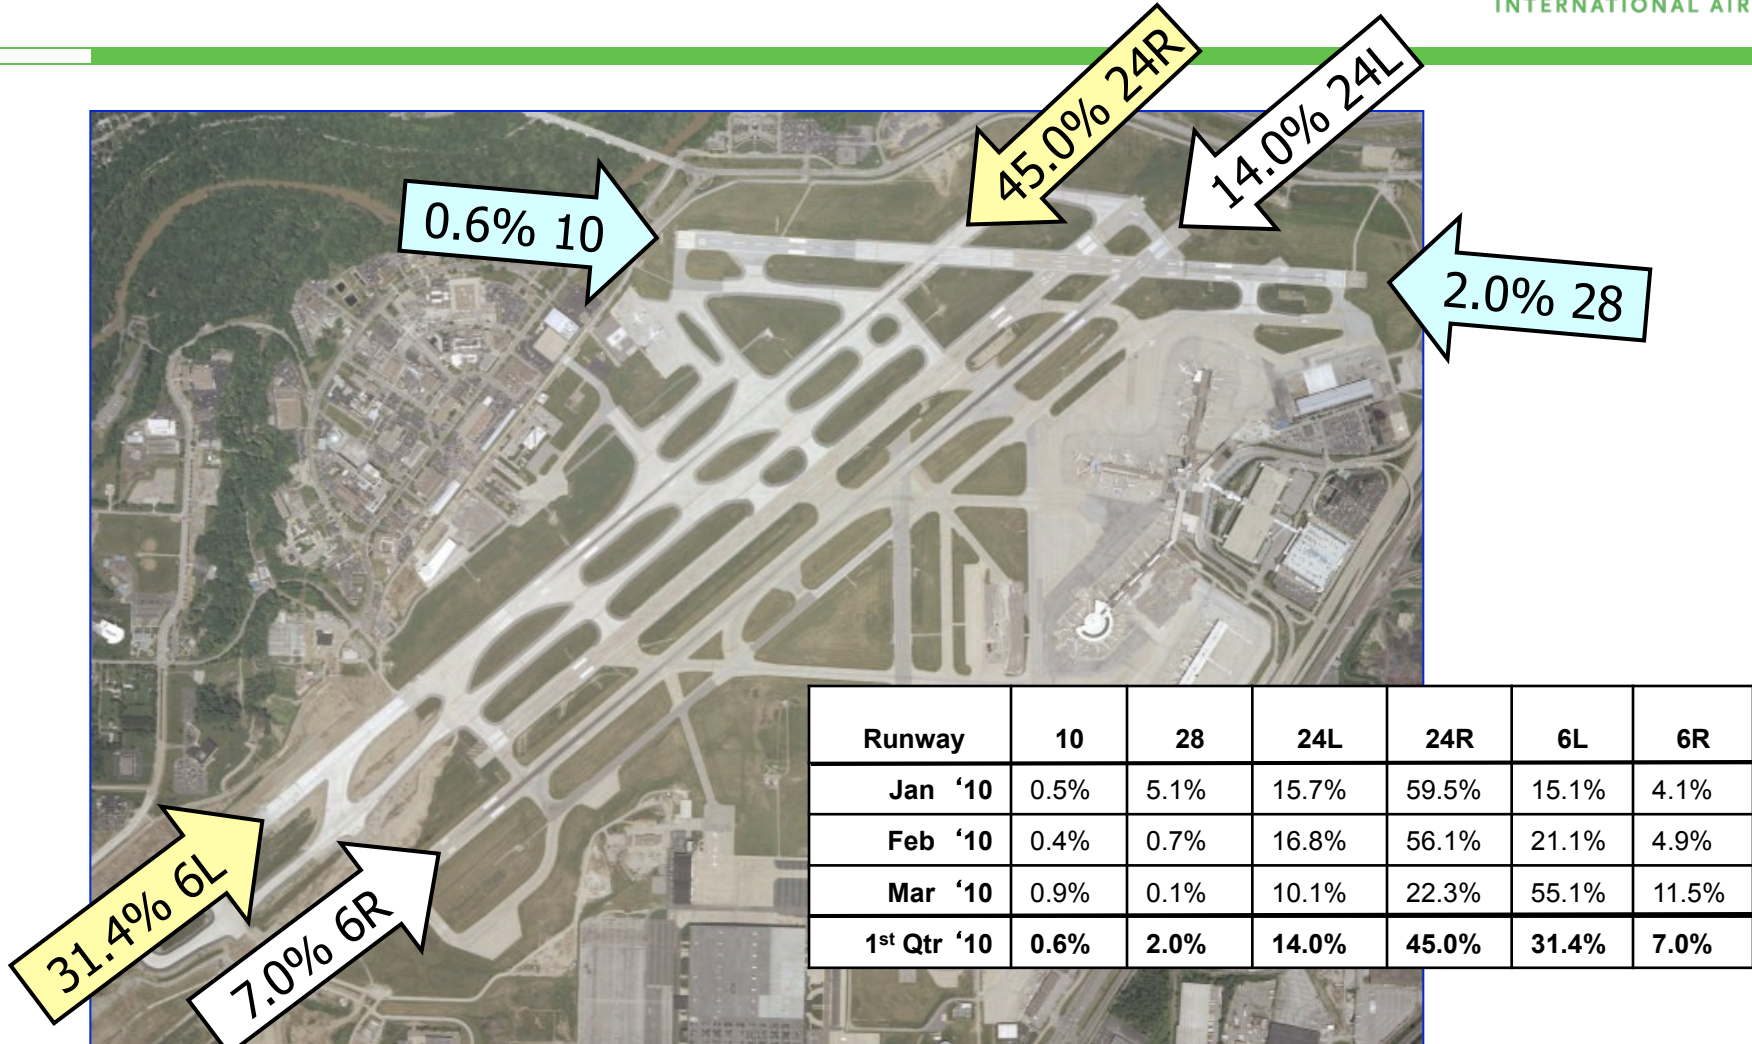 INTERNATIONAL AIR
45.0% 24R
14.0% 24L
0.6% 10
2.0% 28
31.4% 6L
7.0% 6R
Runway 10 28 24L 24R 6L 6R
Jan ‘10 0.5% 5.1% 15.7% 59.5% 15.1% 4.1%
Feb ‘10 0.4% 0.7% 16.8% 56.1% 21.1% 4.9%
Mar ‘10 0.9% 0.1% 10.1% 22.3% 55.1% 11.5%
1st Qtr ‘10 0.6% 2.0% 14.0% 45.0% 31.4% 7.0%